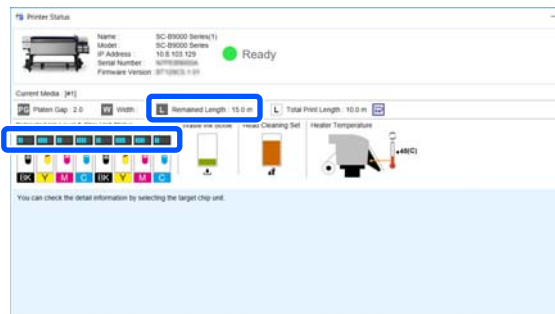 Printer Status
Name : SC-B9000 Series(1)
Model : SC-B9000 Series
IP Address : 10.8.103.129
Serial Number :
Firmware Version :
Ready
Current Media : [#1]
PG Platen Gap : 2.0 W Width : L Remained Length : 15.0 m L Total Print Length : 10.0 m
Waste Ink Bottle Head Cleaning Set Heater Temperature
45(C)
BK Y M C BK Y M C
You can check the detail information by selecting the target chip unit.